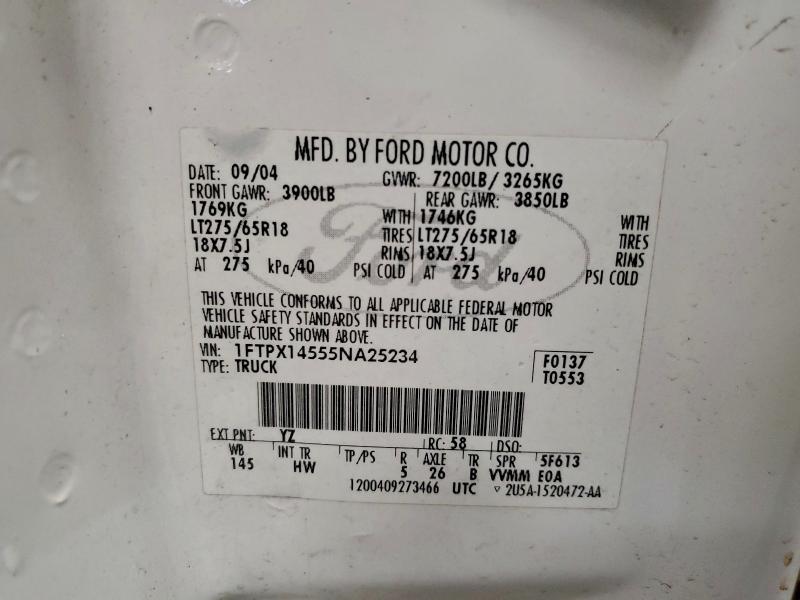 MFD. BY FORD MOTOR CO.
DATE: 09/04 GVWR: 7200LB/ 3265KG
FRONT GAWR: 3900LB REAR GAWR: 3850LB
1769KG WITH 1746KG WITH
LT275/65R18 TIRES LT275/65R18 TIRES
18X7.5J RIMS 18X7.5J RIMS
AT 275 kPa/40 PSI COLD AT 275 kPa/40 PSI COLD
Ford
THIS VEHICLE CONFORMS TO ALL APPLICABLE FEDERAL MOTOR
VEHICLE SAFETY STANDARDS IN EFFECT ON THE DATE OF
MANUFACTURE SHOWN ABOVE.
VIN: 1FTPX14555NA25234 F0137
TYPE: TRUCK T0553
EXT PNT: YZ RC: 58 DSO:
WB INT TR TP/PS R AXLE TR SPR 5F613
145 HW 5 26 B VVMM EOA
1200409273466 UTC ▽ 2U5A-1520472-AA